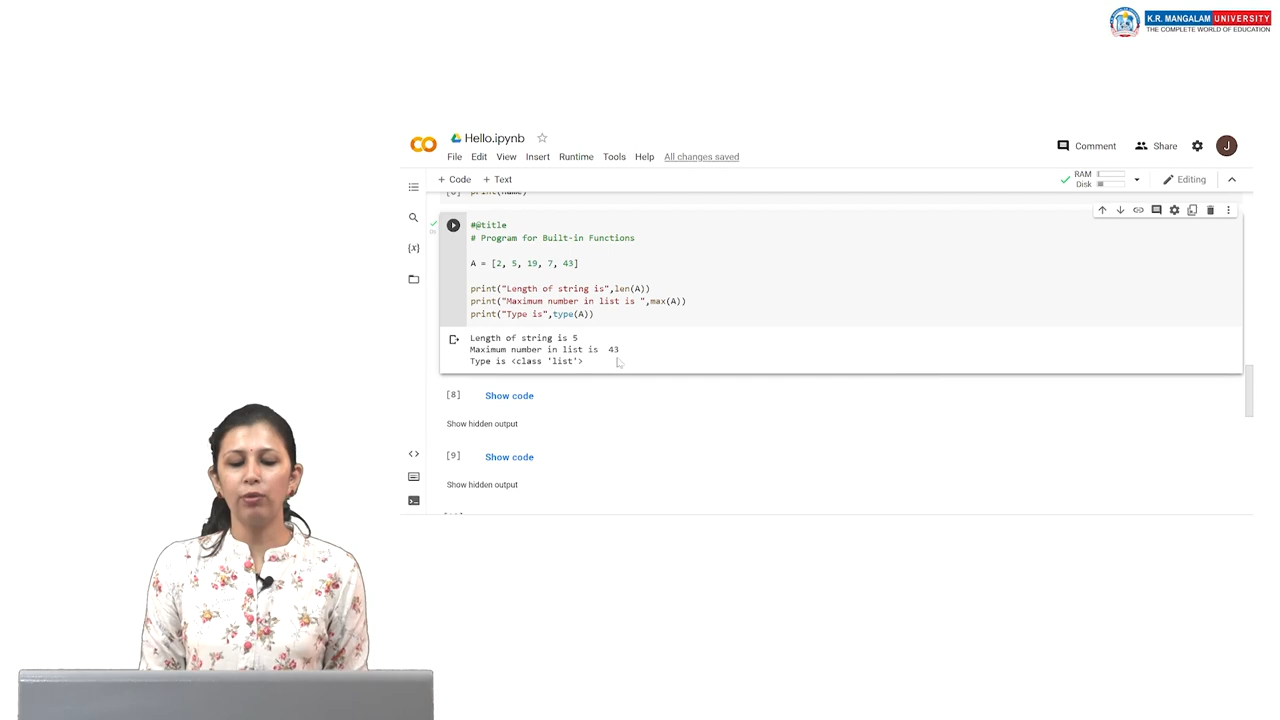 K.R. MANGALAM UNIVERSITY
THE COMPLETE WORLD OF EDUCATION
Hello.ipynb
File Edit View Insert Runtime Tools Help All changes saved
Comment
Share
J
+ Code + Text
RAM
Disk
Editing
print(name)
#@title
# Program for Built-in Functions
A = [2, 5, 19, 7, 43]
print("Length of string is",len(A))
print("Maximum number in list is ",max(A))
print("Type is",type(A))
Length of string is 5
Maximum number in list is  43
Type is <class 'list'>
[8] Show code
Show hidden output
[9] Show code
Show hidden output